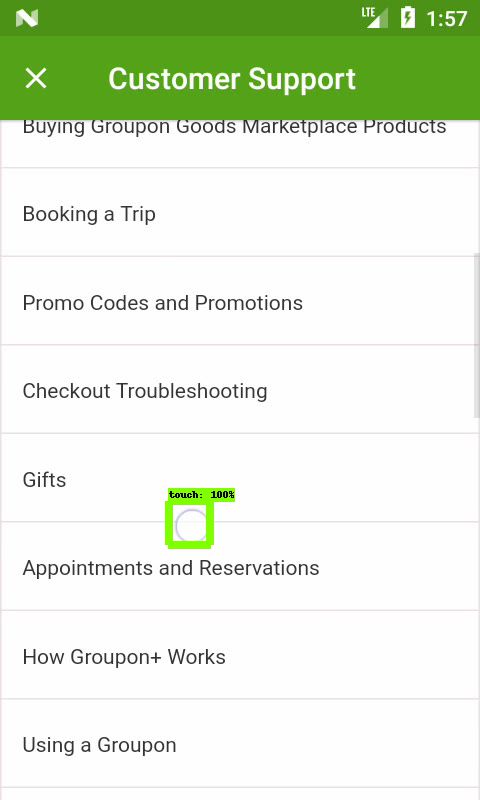 LTE
1:57
Customer Support
Buying Groupon Goods Marketplace Products
Booking a Trip
Promo Codes and Promotions
Checkout Troubleshooting
Gifts
touch: 100%
Appointments and Reservations
How Groupon+ Works
Using a Groupon